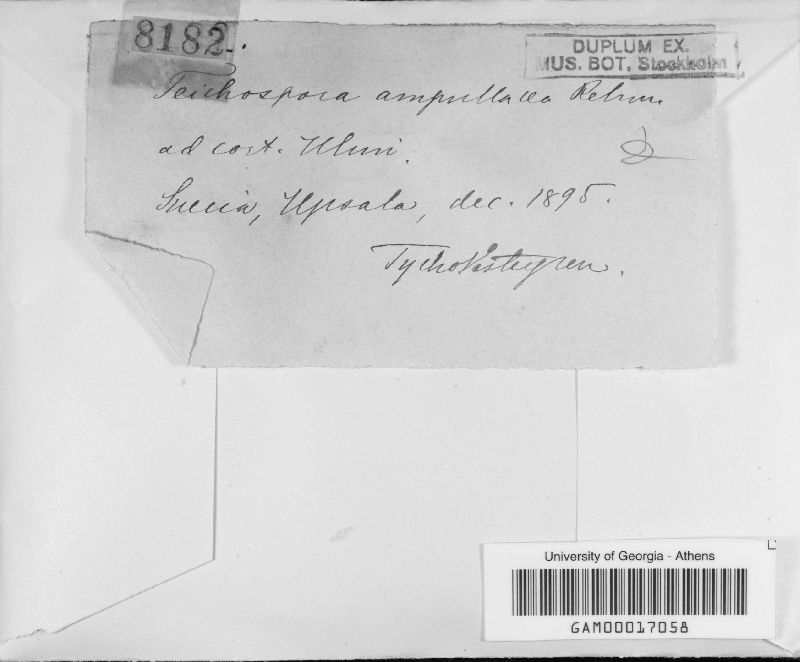 8182.
DUPLUM EX.
MUS. BOT. Stockholm
Teichospora ampullacea Rehm.
ad cort. Ulmi.
Suecia, Upsala, dec. 1895.
Tycho Vestergren.
University of Georgia - Athens
GAM00017058